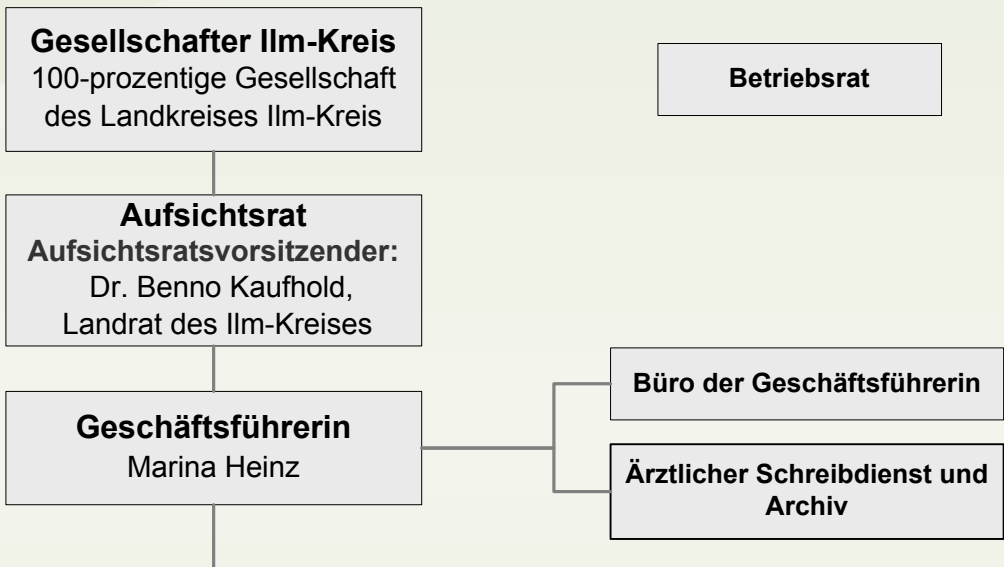 Gesellschafter Ilm-Kreis
100-prozentige Gesellschaft
des Landkreises Ilm-Kreis
Betriebsrat
Aufsichtsrat
Aufsichtsratsvorsitzender:
Dr. Benno Kaufhold,
Landrat des Ilm-Kreises
Geschäftsführerin
Marina Heinz
Büro der Geschäftsführerin
Ärztlicher Schreibdienst und
Archiv